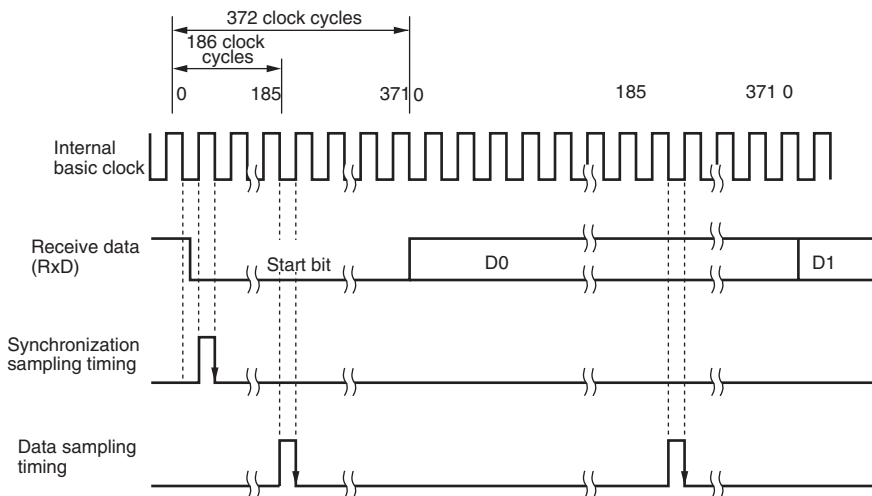 372 clock cycles
186 clock
cycles
0 185 371 0 185 371 0
Internal
basic clock
Receive data
(RxD)
Start bit D0 D1
Synchronization
sampling timing
Data sampling
timing